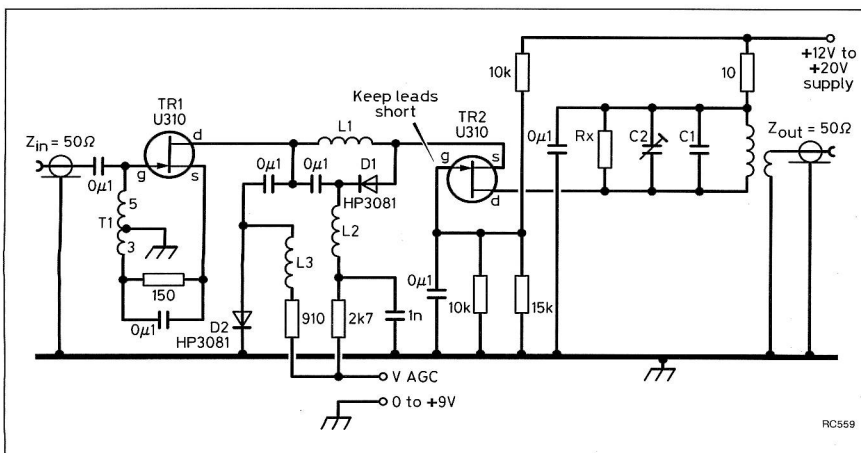 +12V to
+20V
supply
10k
10
Keep leads
short
TR1
U310
TR2
U310
L1
Zin = 50Ω
d
s
g
0μ1
0μ1
0μ1
D1
HP3081
g
s
d
0μ1
Rx
C2
C1
Zout = 50Ω
5
T1
3
L2
L3
150
0μ1
D2
HP3081
910
2k7
1n
0μ1
10k
15k
V AGC
0 to +9V
RC559